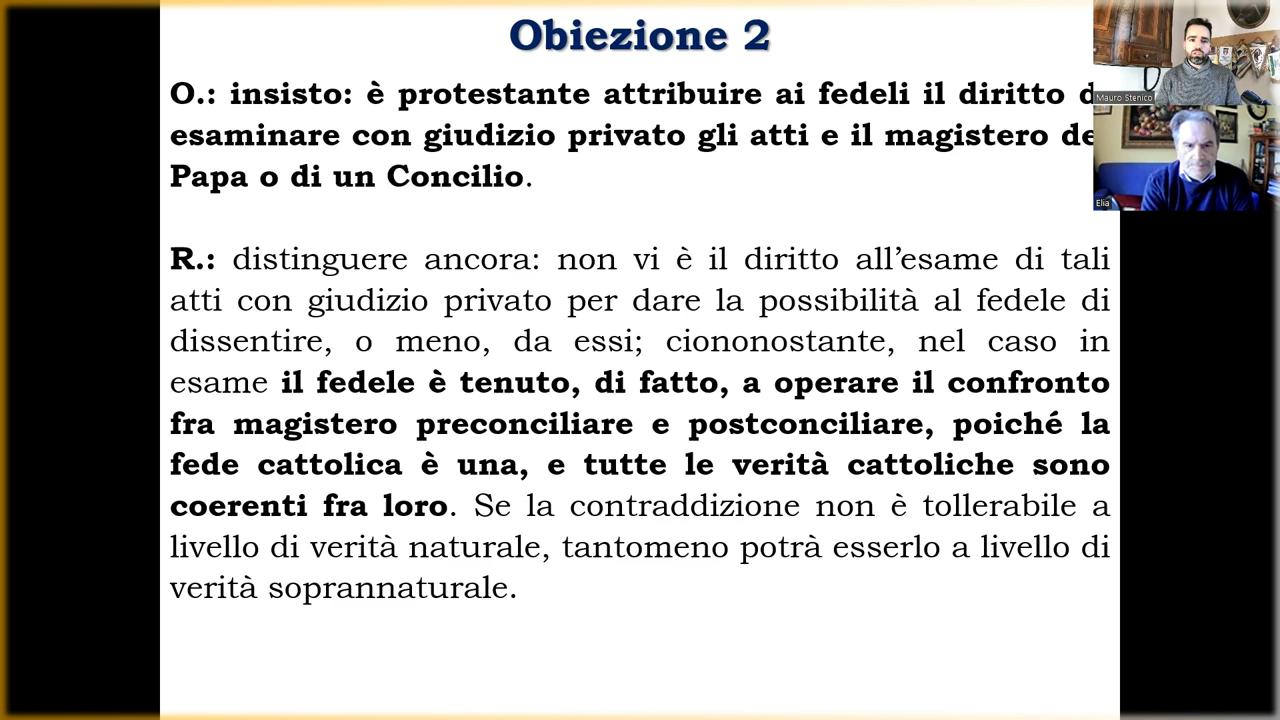 Obiezione 2
O.: insisto: è protestante attribuire ai fedeli il diritto
esaminare con giudizio privato gli atti e il magistero
Papa o di un Concilio.
R.: distinguere ancora: non vi è il diritto all’esame di tali
atti con giudizio privato per dare la possibilità al fedele di
dissentire, o meno, da essi; ciononostante, nel caso in
esame il fedele è tenuto, di fatto, a operare il confronto
fra magistero preconciliare e postconciliare, poiché la
fede cattolica è una, e tutte le verità cattoliche sono
coerenti fra loro. Se la contraddizione non è tollerabile a
livello di verità naturale, tantomeno potrà esserlo a livello di
verità soprannaturale.
Mauro Stenico
Elia